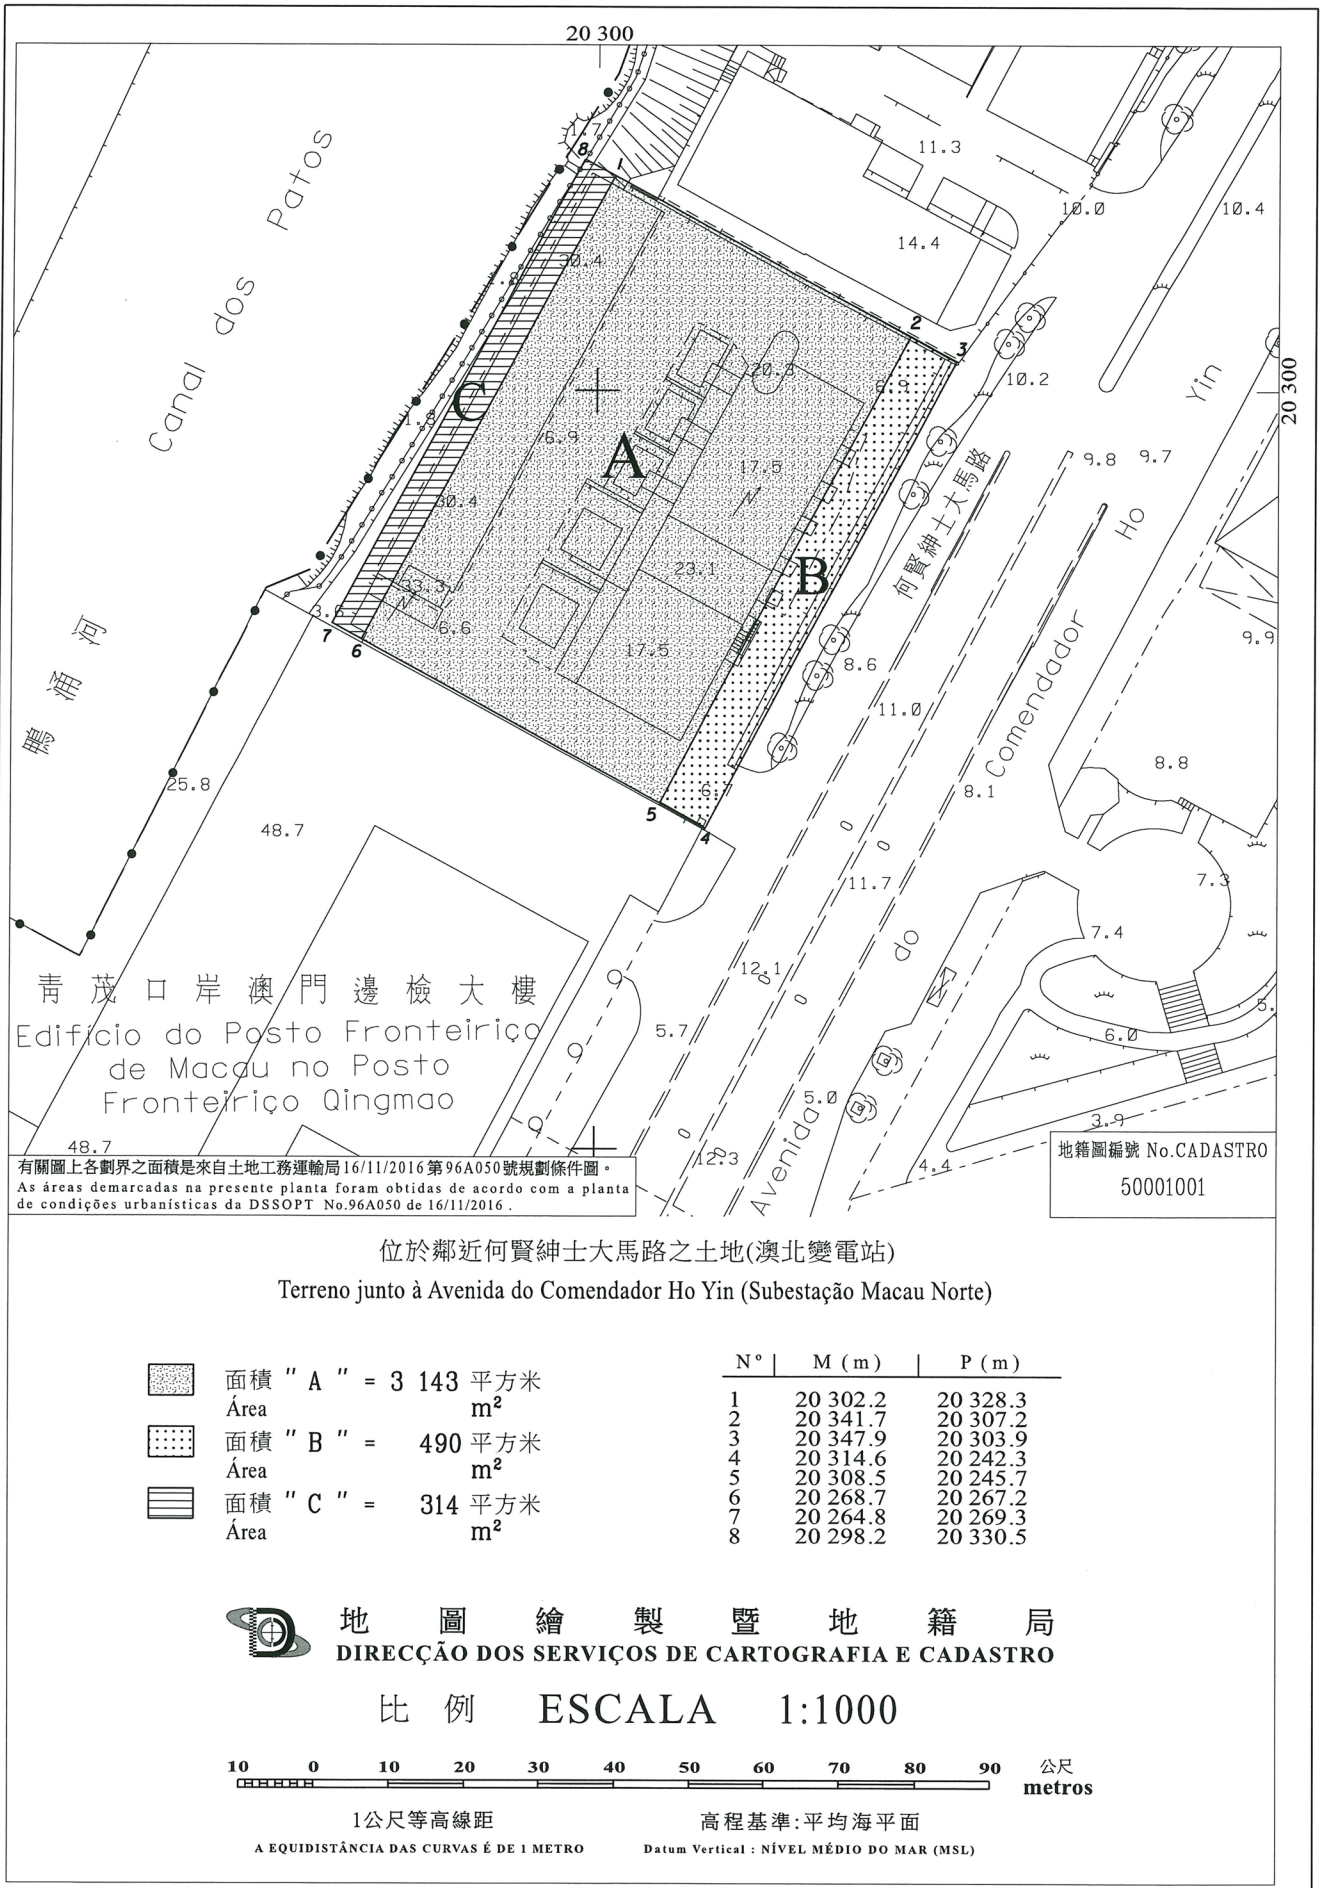 20 300
Canal dos Patos
鴨涌河
1.7
8
1
11.3
10.0
10.4
14.4
30.4
2
3
10.2
20 300
Yin
C
20.3
6.9
6.9
A
17.5
何賢紳士大馬路
9.8
9.7
Ho
30.4
23.1
B
33.3
3.6
7
6
6.6
17.5
8.6
Comendador
9.9
11.0
25.8
8.8
8.1
5
4
48.7
11.7
7.3
7.4
do
12.1
青茂口岸澳門邊檢大樓
Edifício do Posto Fronteiriço
de Macau no Posto
Fronteiriço Qingmao
5.7
6.0
5.0
3.9
Avenida
48.7
12.3
4.4
有關圖上各劃界之面積是來自土地工務運輸局16/11/2016第96A050號規劃條件圖。
As áreas demarcadas na presente planta foram obtidas de acordo com a planta
de condições urbanísticas da DSSOPT No.96A050 de 16/11/2016 .
地籍圖編號 No.CADASTRO
50001001
位於鄰近何賢紳士大馬路之土地(澳北變電站)
Terreno junto à Avenida do Comendador Ho Yin (Subestação Macau Norte)
面積 " A " = 3 143 平方米
Área m²
面積 " B " = 490 平方米
Área m²
面積 " C " = 314 平方米
Área m²
Nº M (m) P (m)
1 20 302.2 20 328.3
2 20 341.7 20 307.2
3 20 347.9 20 303.9
4 20 314.6 20 242.3
5 20 308.5 20 245.7
6 20 268.7 20 267.2
7 20 264.8 20 269.3
8 20 298.2 20 330.5
地圖繪製暨地籍局
DIRECÇÃO DOS SERVIÇOS DE CARTOGRAFIA E CADASTRO
比例 ESCALA 1:1000
10 0 10 20 30 40 50 60 70 80 90 公尺
metros
1公尺等高線距
高程基準:平均海平面
A EQUIDISTÂNCIA DAS CURVAS É DE 1 METRO
Datum Vertical : NÍVEL MÉDIO DO MAR (MSL)